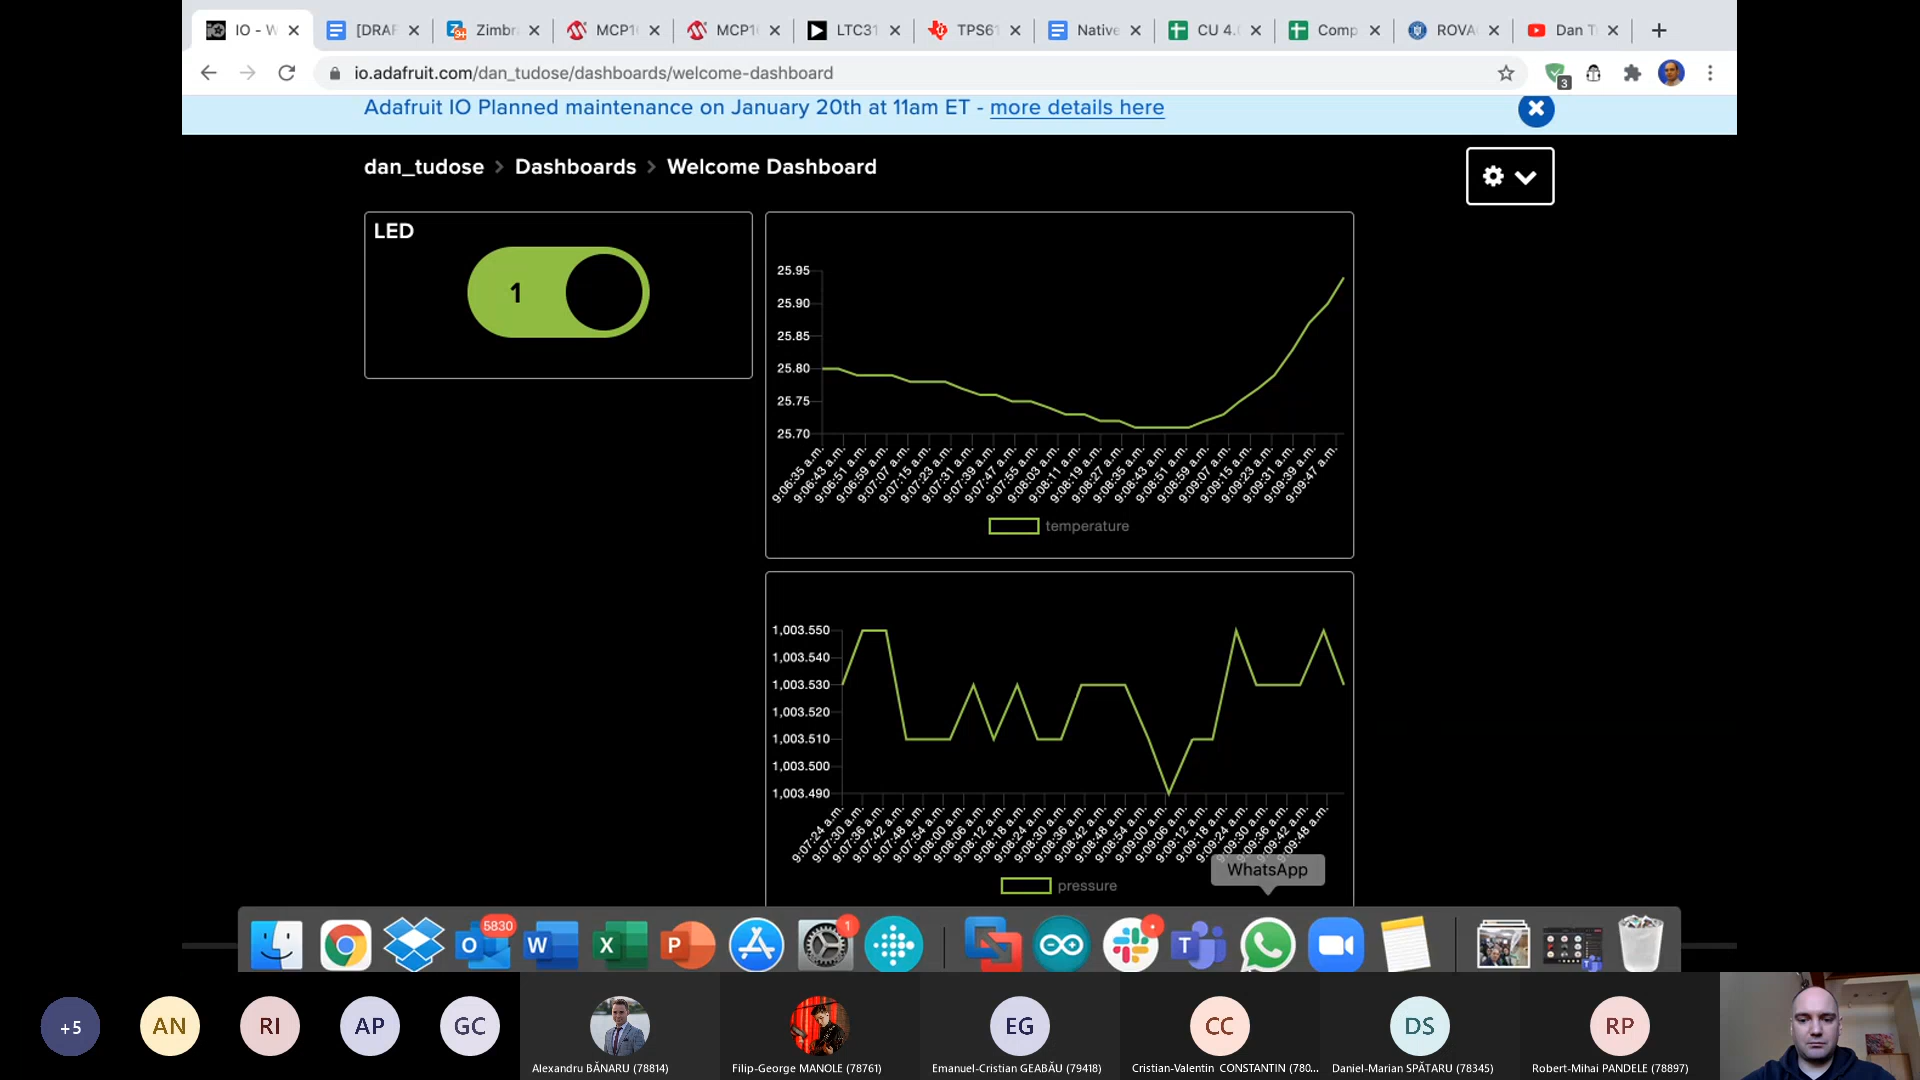 IO - W
[DRAF
Zimbr
MCP1
MCP1
LTC31
TPS61
Native
CU 4.
Comp
ROVA
Dan T
io.adafruit.com/dan_tudose/dashboards/welcome-dashboard
3
Adafruit IO Planned maintenance on January 20th at 11am ET - more details here
dan_tudose > Dashboards > Welcome Dashboard
LED
1
25.95
25.90
25.85
25.80
25.75
25.70
9:06:35 a.m.
9:06:43 a.m.
9:06:51 a.m.
9:06:59 a.m.
9:07:07 a.m.
9:07:15 a.m.
9:07:23 a.m.
9:07:31 a.m.
9:07:39 a.m.
9:07:47 a.m.
9:07:55 a.m.
9:08:03 a.m.
9:08:11 a.m.
9:08:19 a.m.
9:08:27 a.m.
9:08:35 a.m.
9:08:43 a.m.
9:08:51 a.m.
9:08:59 a.m.
9:09:07 a.m.
9:09:15 a.m.
9:09:23 a.m.
9:09:31 a.m.
9:09:39 a.m.
9:09:47 a.m.
temperature
1,003.550
1,003.540
1,003.530
1,003.520
1,003.510
1,003.500
1,003.490
9:07:24 a.m.
9:07:30 a.m.
9:07:36 a.m.
9:07:42 a.m.
9:07:48 a.m.
9:07:54 a.m.
9:08:00 a.m.
9:08:06 a.m.
9:08:12 a.m.
9:08:18 a.m.
9:08:24 a.m.
9:08:30 a.m.
9:08:36 a.m.
9:08:42 a.m.
9:08:48 a.m.
9:08:54 a.m.
9:09:00 a.m.
9:09:06 a.m.
9:09:12 a.m.
9:09:18 a.m.
9:09:24 a.m.
9:09:30 a.m.
9:09:36 a.m.
9:09:42 a.m.
9:09:48 a.m.
pressure
WhatsApp
5830
1
+5
AN
RI
AP
GC
EG
CC
DS
RP
Alexandru BĂNARU (78814)
Filip-George MANOLE (78761)
Emanuel-Cristian GEABĂU (79418)
Cristian-Valentin CONSTANTIN (780...
Daniel-Marian SPĂTARU (78345)
Robert-Mihai PANDELE (78897)